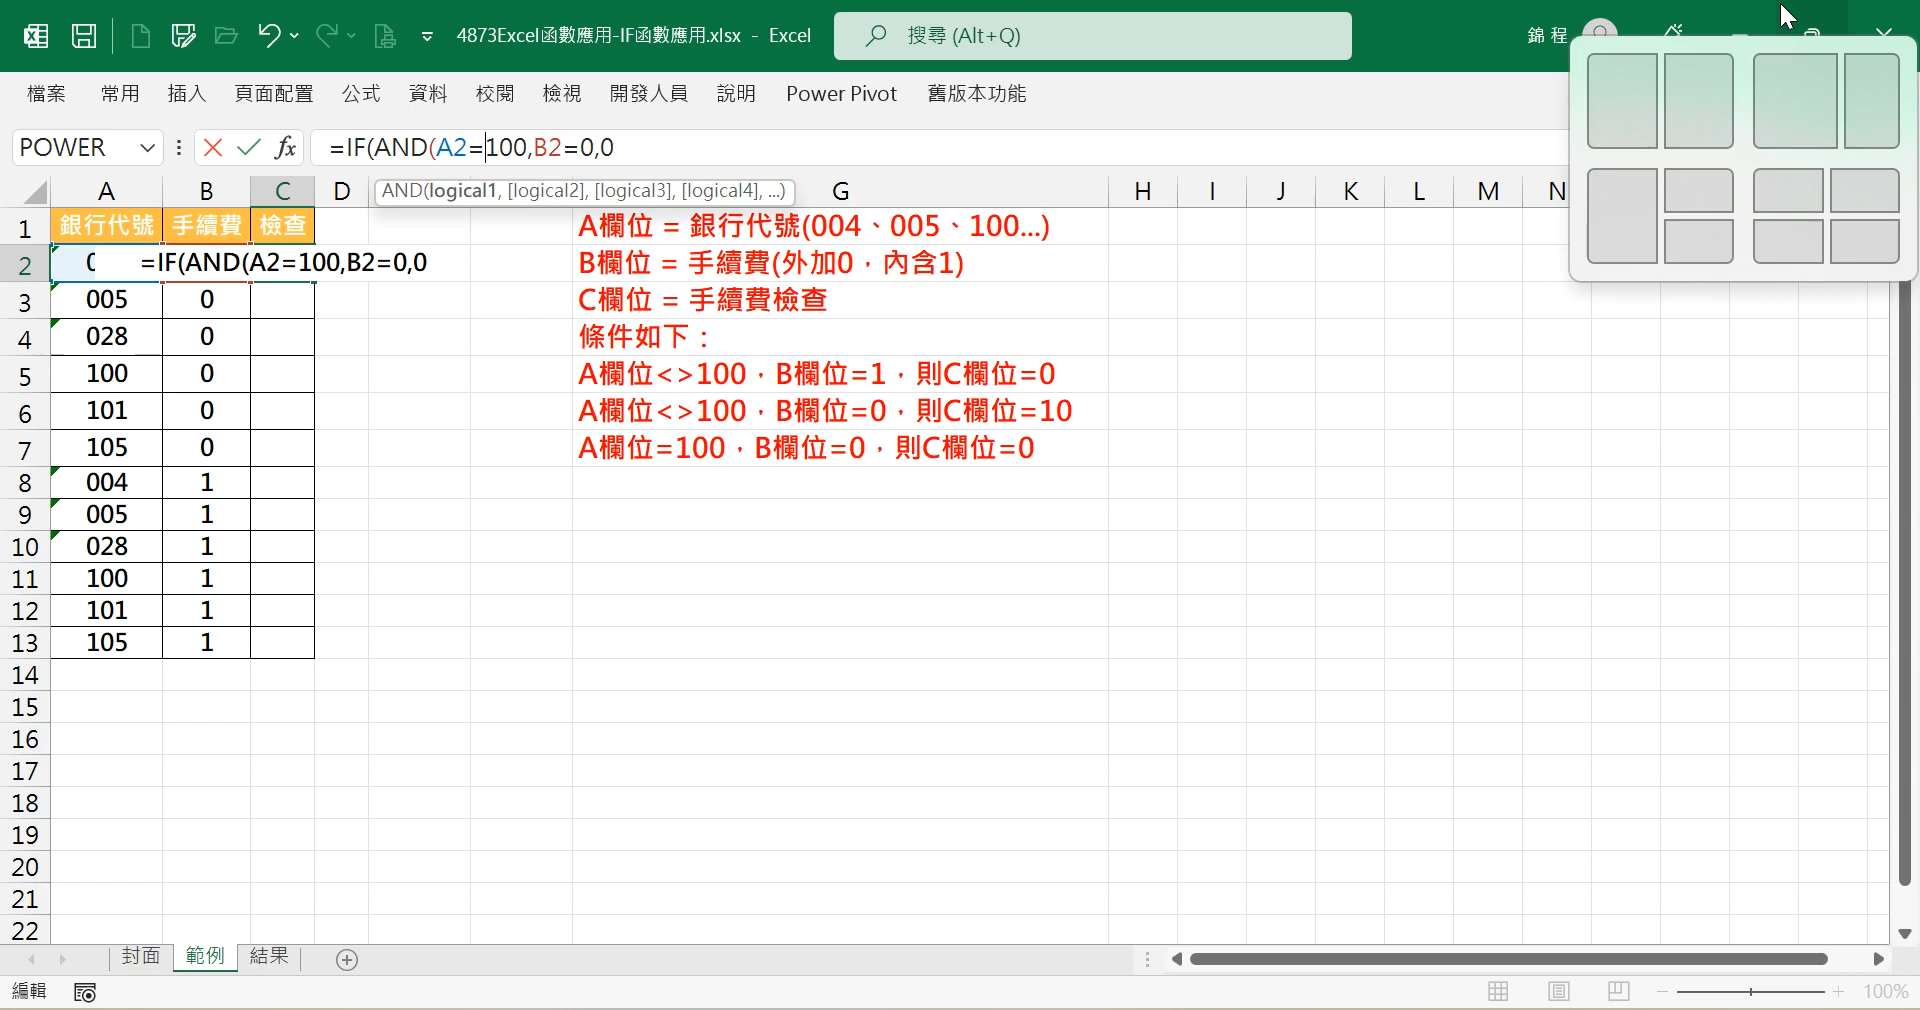 4873Excel函數應用-IF函數應用.xlsx - Excel
搜尋 (Alt+Q)
錦 程
檔案 常用 插入 頁面配置 公式 資料 校閱 檢視 開發人員 說明 Power Pivot 舊版本功能
POWER fx =IF(AND(A2=100,B2=0,0
AND(logical1, [logical2], [logical3], [logical4], ...)
A B C D G H I J K L M N
1 銀行代號 手續費 檢查 A欄位 = 銀行代號(004、005、100...)
2 0 =IF(AND(A2=100,B2=0,0 B欄位 = 手續費(外加0，內含1)
3 005 0 C欄位 = 手續費檢查
4 028 0 條件如下：
5 100 0 A欄位<>100，B欄位=1，則C欄位=0
6 101 0 A欄位<>100，B欄位=0，則C欄位=10
7 105 0 A欄位=100，B欄位=0，則C欄位=0
8 004 1
9 005 1
10 028 1
11 100 1
12 101 1
13 105 1
14
15
16
17
18
19
20
21
22
封面 範例 結果
編輯 100%